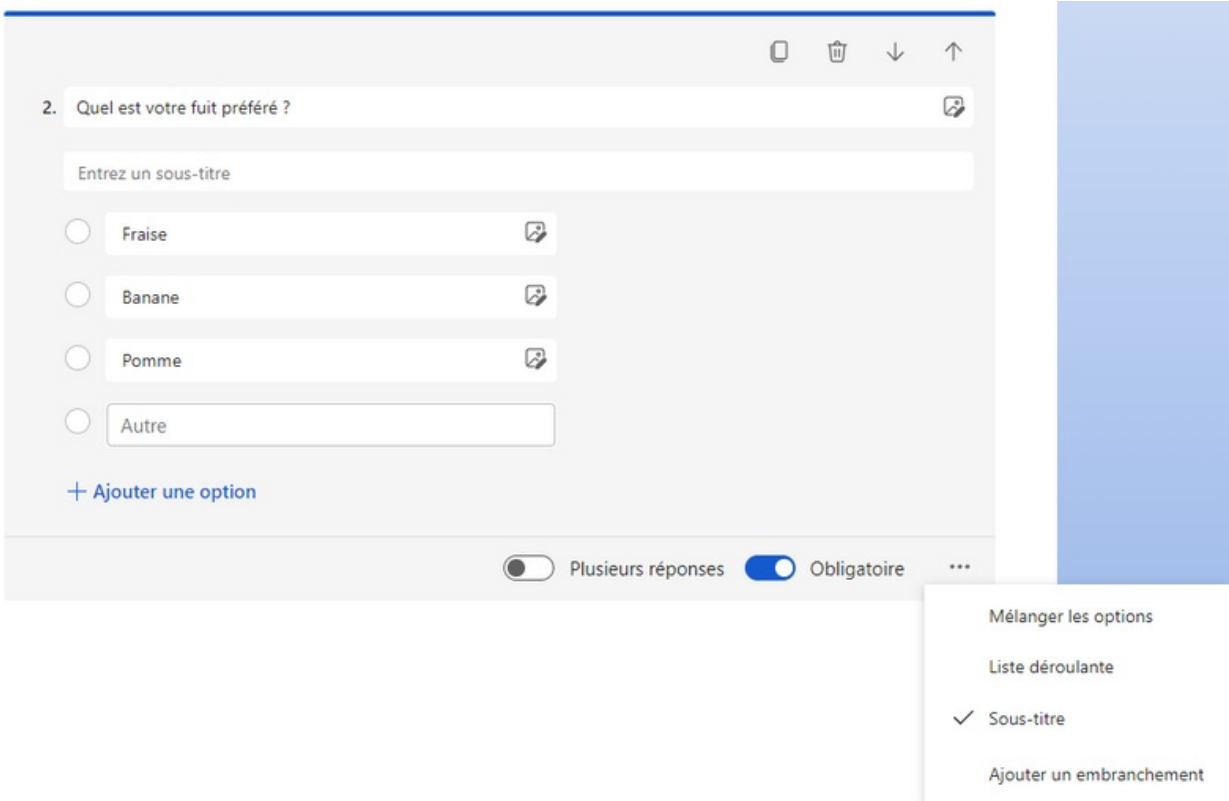 2. Quel est votre fuit préféré ?
Entrez un sous-titre
Fraise
Banane
Pomme
Autre
+ Ajouter une option
Plusieurs réponses Obligatoire ...
Mélanger les options
Liste déroulante
Sous-titre
Ajouter un embranchement